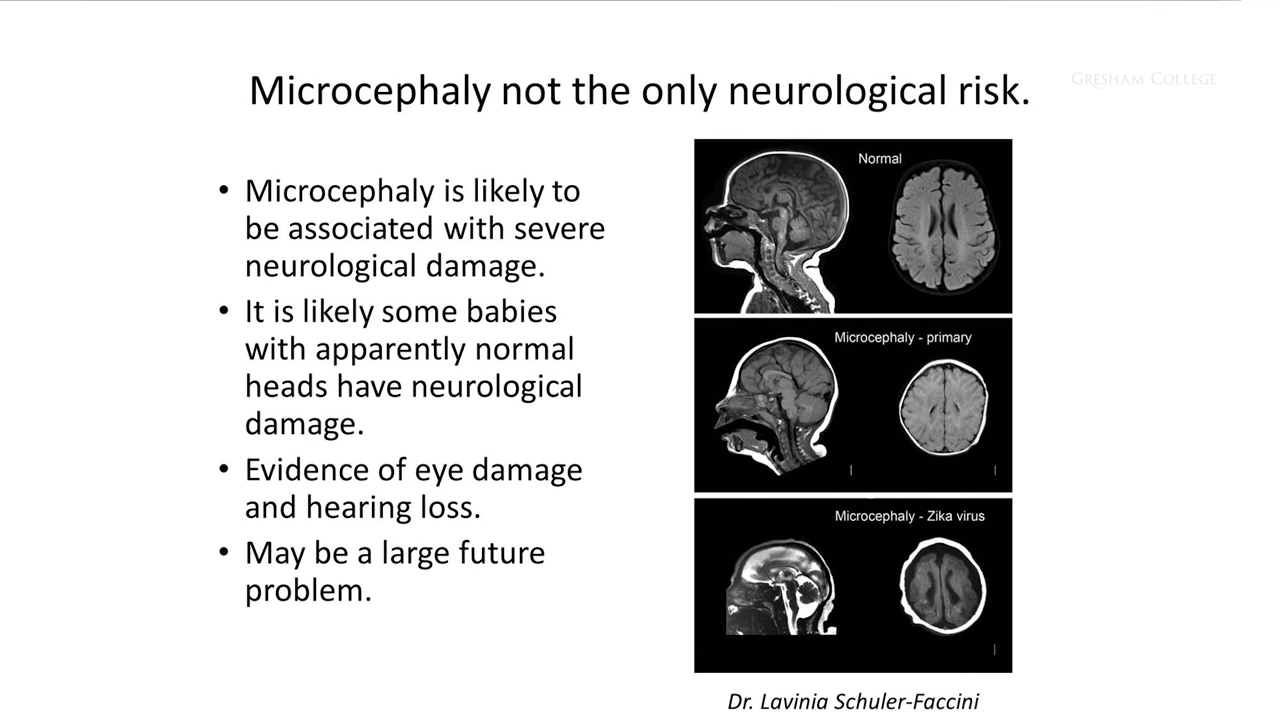 GRESHAM COLLEGE
Microcephaly not the only neurological risk.
• Microcephaly is likely to
be associated with severe
neurological damage.
• It is likely some babies
with apparently normal
heads have neurological
damage.
• Evidence of eye damage
and hearing loss.
• May be a large future
problem.
Normal
Microcephaly - primary
Microcephaly - Zika virus
Dr. Lavinia Schuler-Faccini